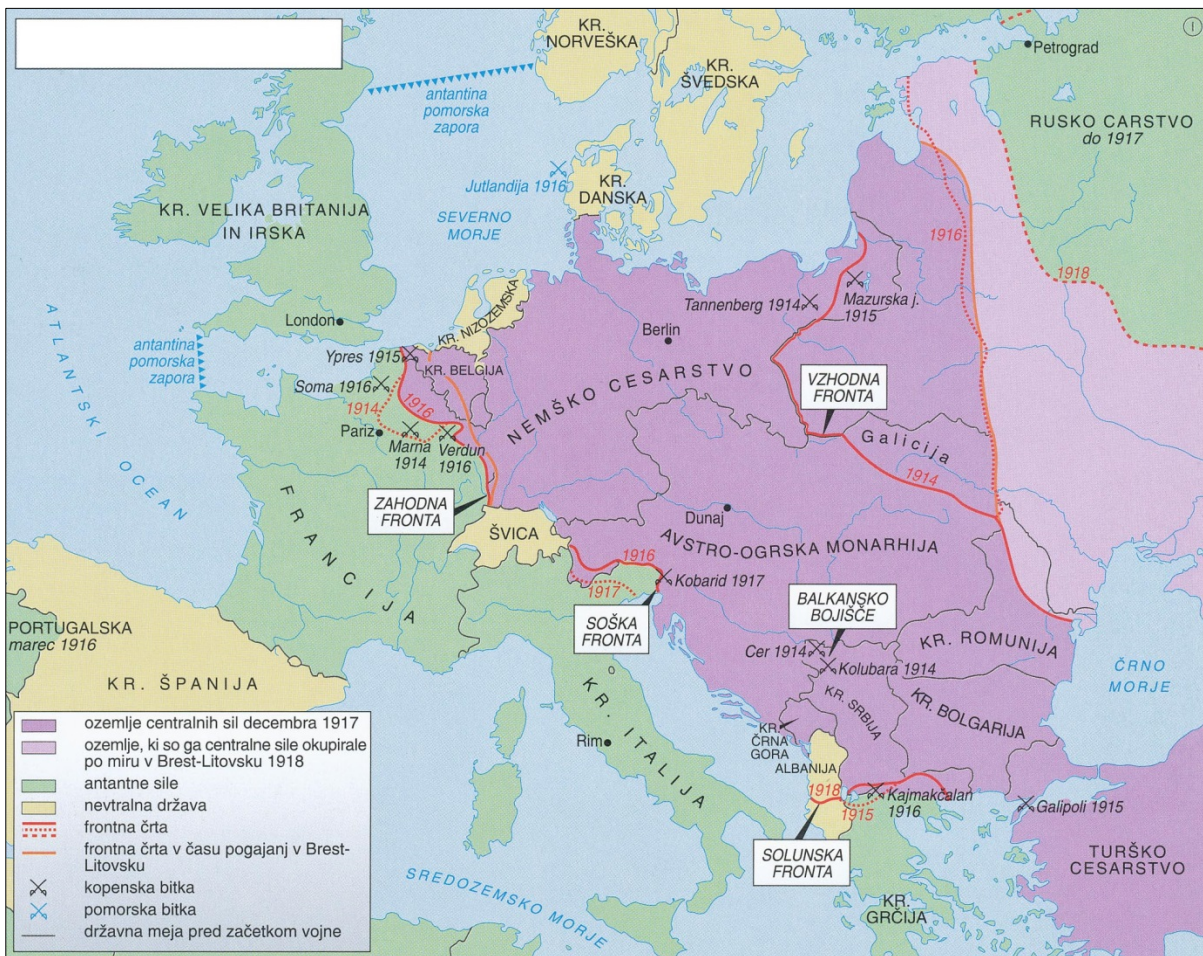 I
KR.
NORVEŠKA
KR.
ŠVEDSKA
Petrograd
RUSKO CARSTVO
do 1917
antantina
pomorska
zapora
Jutlandija 1916
KR.
DANSKA
SEVERNO
MORJE
KR. VELIKA BRITANIJA
IN IRSKA
1916
1918
ATLANTSKI OCEAN
London
antantina
pomorska
zapora
KR. NIZOZEMSKA
Tannenberg 1914
Mazurska j.
1915
Berlin
Ypres 1915
KR. BELGIJA
Soma 1916
1914
1916
Pariz
Marna
1914
Verdun
1916
NEMŠKO CESARSTVO
VZHODNA
FRONTA
Galicija
1914
ZAHODNA
FRONTA
FRANCIJA
ŠVICA
Dunaj
AVSTRO-OGRSKA MONARHIJA
1916
1917
Kobarid 1917
SOŠKA
FRONTA
BALKANSKO
BOJIŠČE
Cer 1914
Kolubara 1914
KR. ROMUNIJA
KR. SRBIJA
KR. BOLGARIJA
ČRNO
MORJE
PORTUGALSKA
marec 1916
KR. ŠPANIJA
KR. ITALIJA
Rim
KR.
ČRNA
GORA
ALBANIJA
1918
1915
Kajmakčalan
1916
Galipoli 1915
SOLUNSKA
FRONTA
TURŠKO
CESARSTVO
KR.
GRČIJA
SREDOZEMSKO MORJE
ozemlje centralnih sil decembra 1917
ozemlje, ki so ga centralne sile okupirale
po miru v Brest-Litovsku 1918
antantne sile
nevtralna država
frontna črta
frontna črta v času pogajanj v Brest-
Litovsku
kopenska bitka
pomorska bitka
državna meja pred začetkom vojne